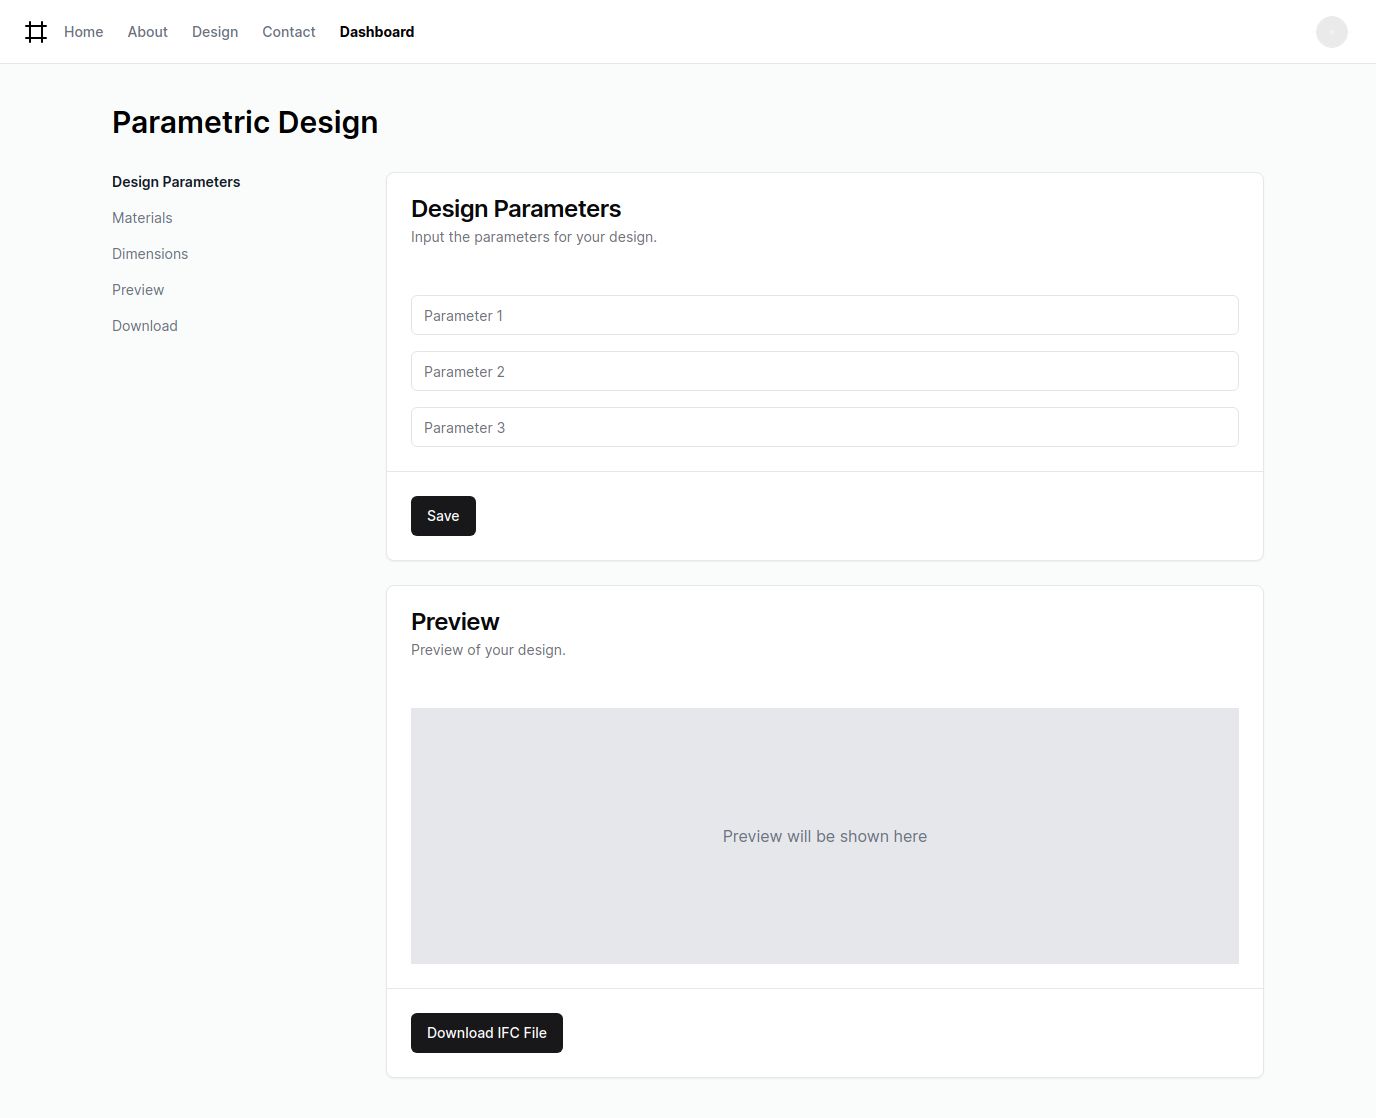 Home About Design Contact Dashboard
Parametric Design
Design Parameters
Materials
Dimensions
Preview
Download
Design Parameters
Input the parameters for your design.
Parameter 1
Parameter 2
Parameter 3
Save
Preview
Preview of your design.
Preview will be shown here
Download IFC File